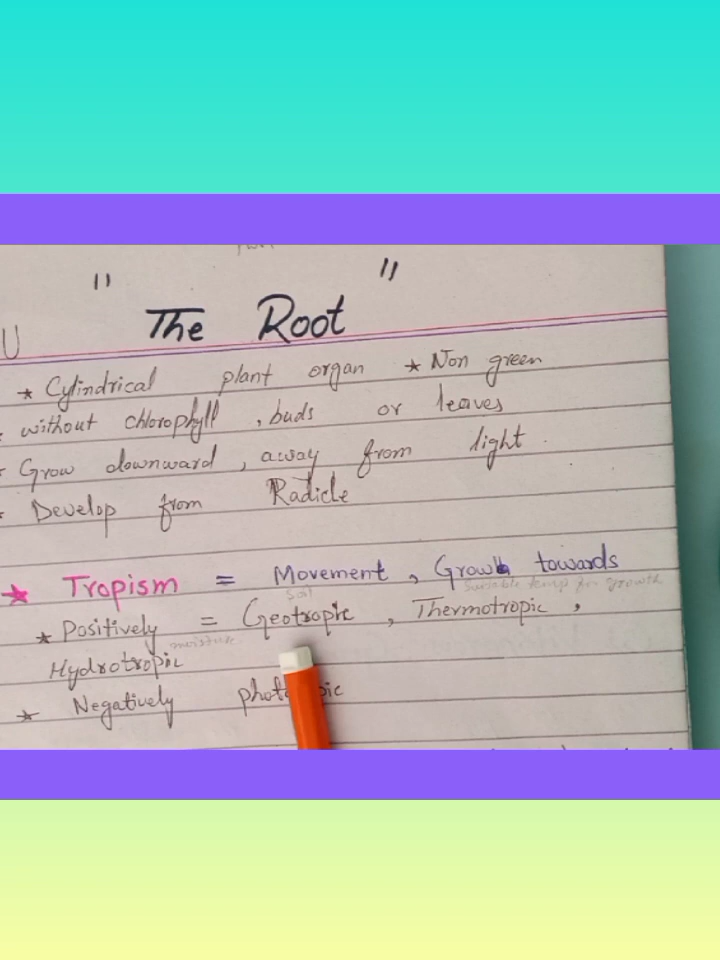 " The Root "
* Cylindrical plant organ * Non green
without chlorophyll , buds or leaves
Grow downward , away from light .
Develop from Radicle
* Tropism = Movement , Growth towards
soil Suitable temp for growth
* Positively = Geotropic , Thermotropic ,
moisture
Hydrotropic
* Negatively